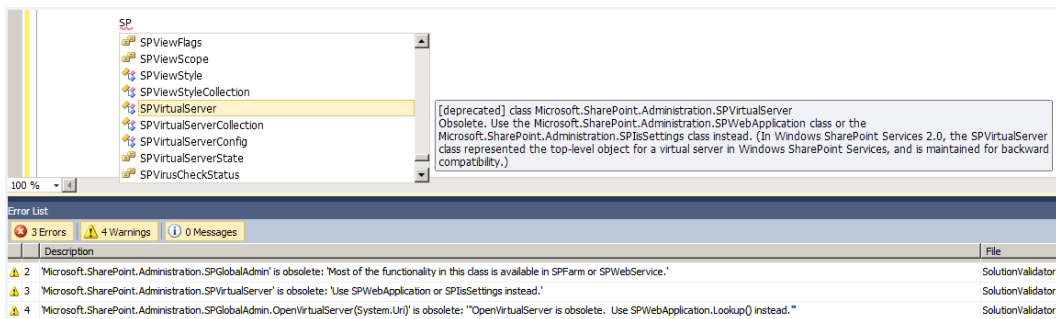 SP
SPViewFlags
SPViewScope
SPViewStyle
SPViewStyleCollection
SPVirtualServer
SPVirtualServerCollection
SPVirtualServerConfig
SPVirtualServerState
SPVirusCheckStatus
[deprecated] class Microsoft.SharePoint.Administration.SPVirtualServer
Obsolete. Use the Microsoft.SharePoint.Administration.SPWebApplication class or the
Microsoft.SharePoint.Administration.SPIisSettings class instead. (In Windows SharePoint Services 2.0, the SPVirtualServer
class represented the top-level object for a virtual server in Windows SharePoint Services, and is maintained for backward
compatibility.)
100 %
Error List
3 Errors 4 Warnings 0 Messages
Description File
2 'Microsoft.SharePoint.Administration.SPGlobalAdmin' is obsolete: 'Most of the functionality in this class is available in SPFarm or SPWebService.' SolutionValidator
3 'Microsoft.SharePoint.Administration.SPVirtualServer' is obsolete: 'Use SPWebApplication or SPIisSettings instead.' SolutionValidator
4 'Microsoft.SharePoint.Administration.SPGlobalAdmin.OpenVirtualServer(System.Uri)' is obsolete: '"OpenVirtualServer is obsolete. Use SPWebApplication.Lookup() instead."' SolutionValidator